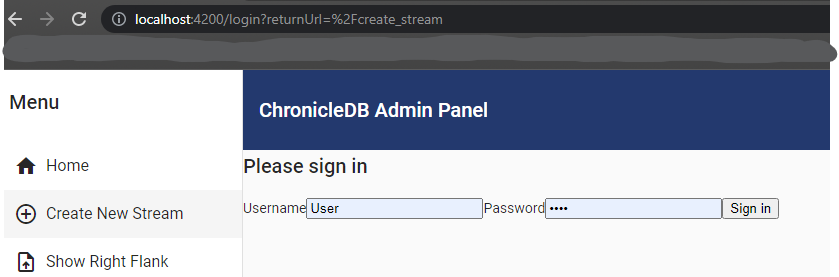 localhost:4200/login?returnUrl=%2Fcreate_stream
Menu
ChronicleDB Admin Panel
Home
Create New Stream
Show Right Flank
Please sign in
Username User Password •••• Sign in